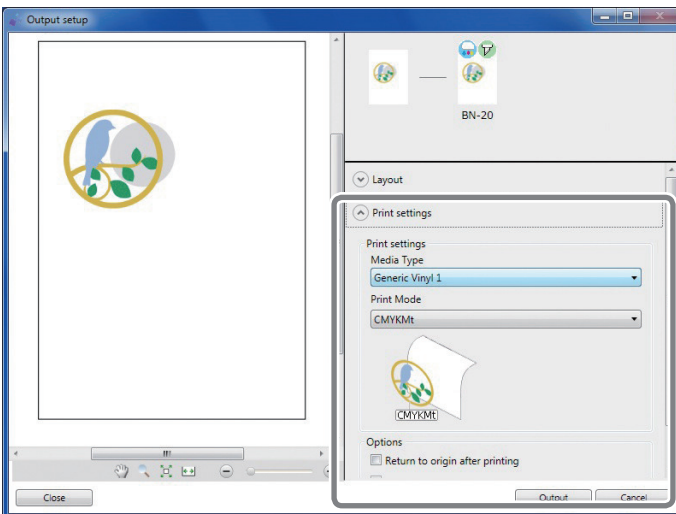 Output setup
BN-20
Layout
Print settings
Print settings
Media Type
Generic Vinyl 1
Print Mode
CMYKMt
CMYKMt
Options
Return to origin after printing
Close
Output
Cancel